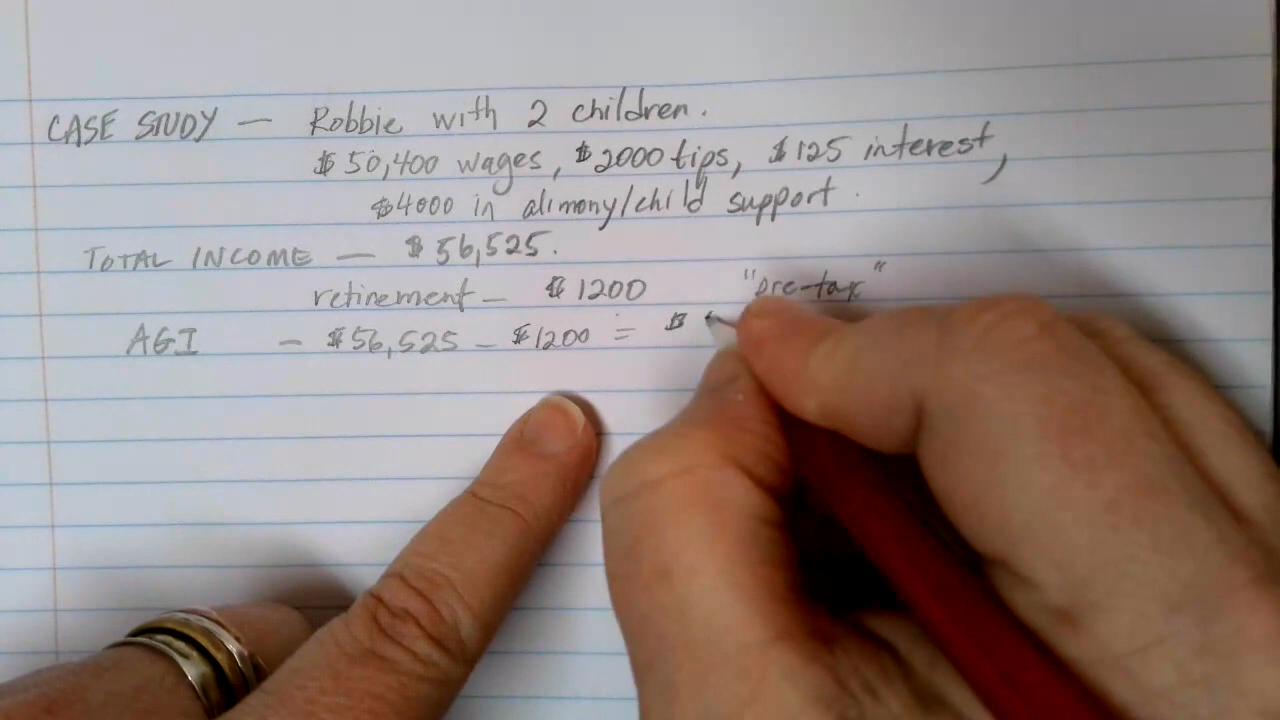 CASE STUDY — Robbie with 2 children.
$50,400 wages, $2000 tips, $125 interest,
$4000 in alimony/child support.
TOTAL INCOME — $56,525.
retirement - $1200 "pre-tax"
AGI - $56,525 - $1200 = $